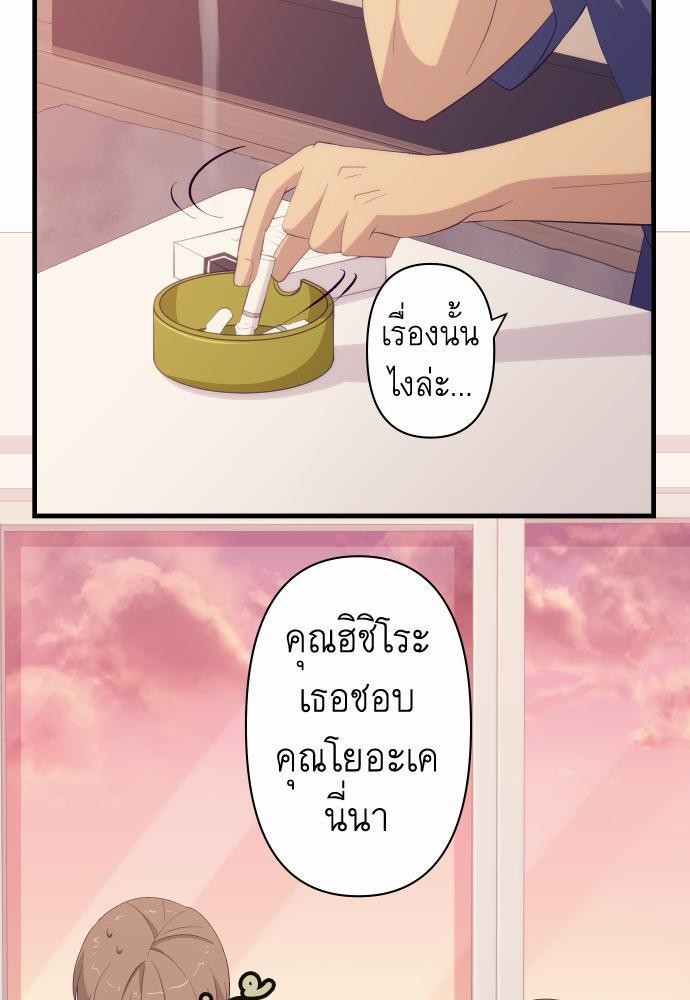 เรื่องนั้น
ไงล่ะ...
คุณฮิชิโระ
เธอชอบ
คุณโยอะเค
นี่นา